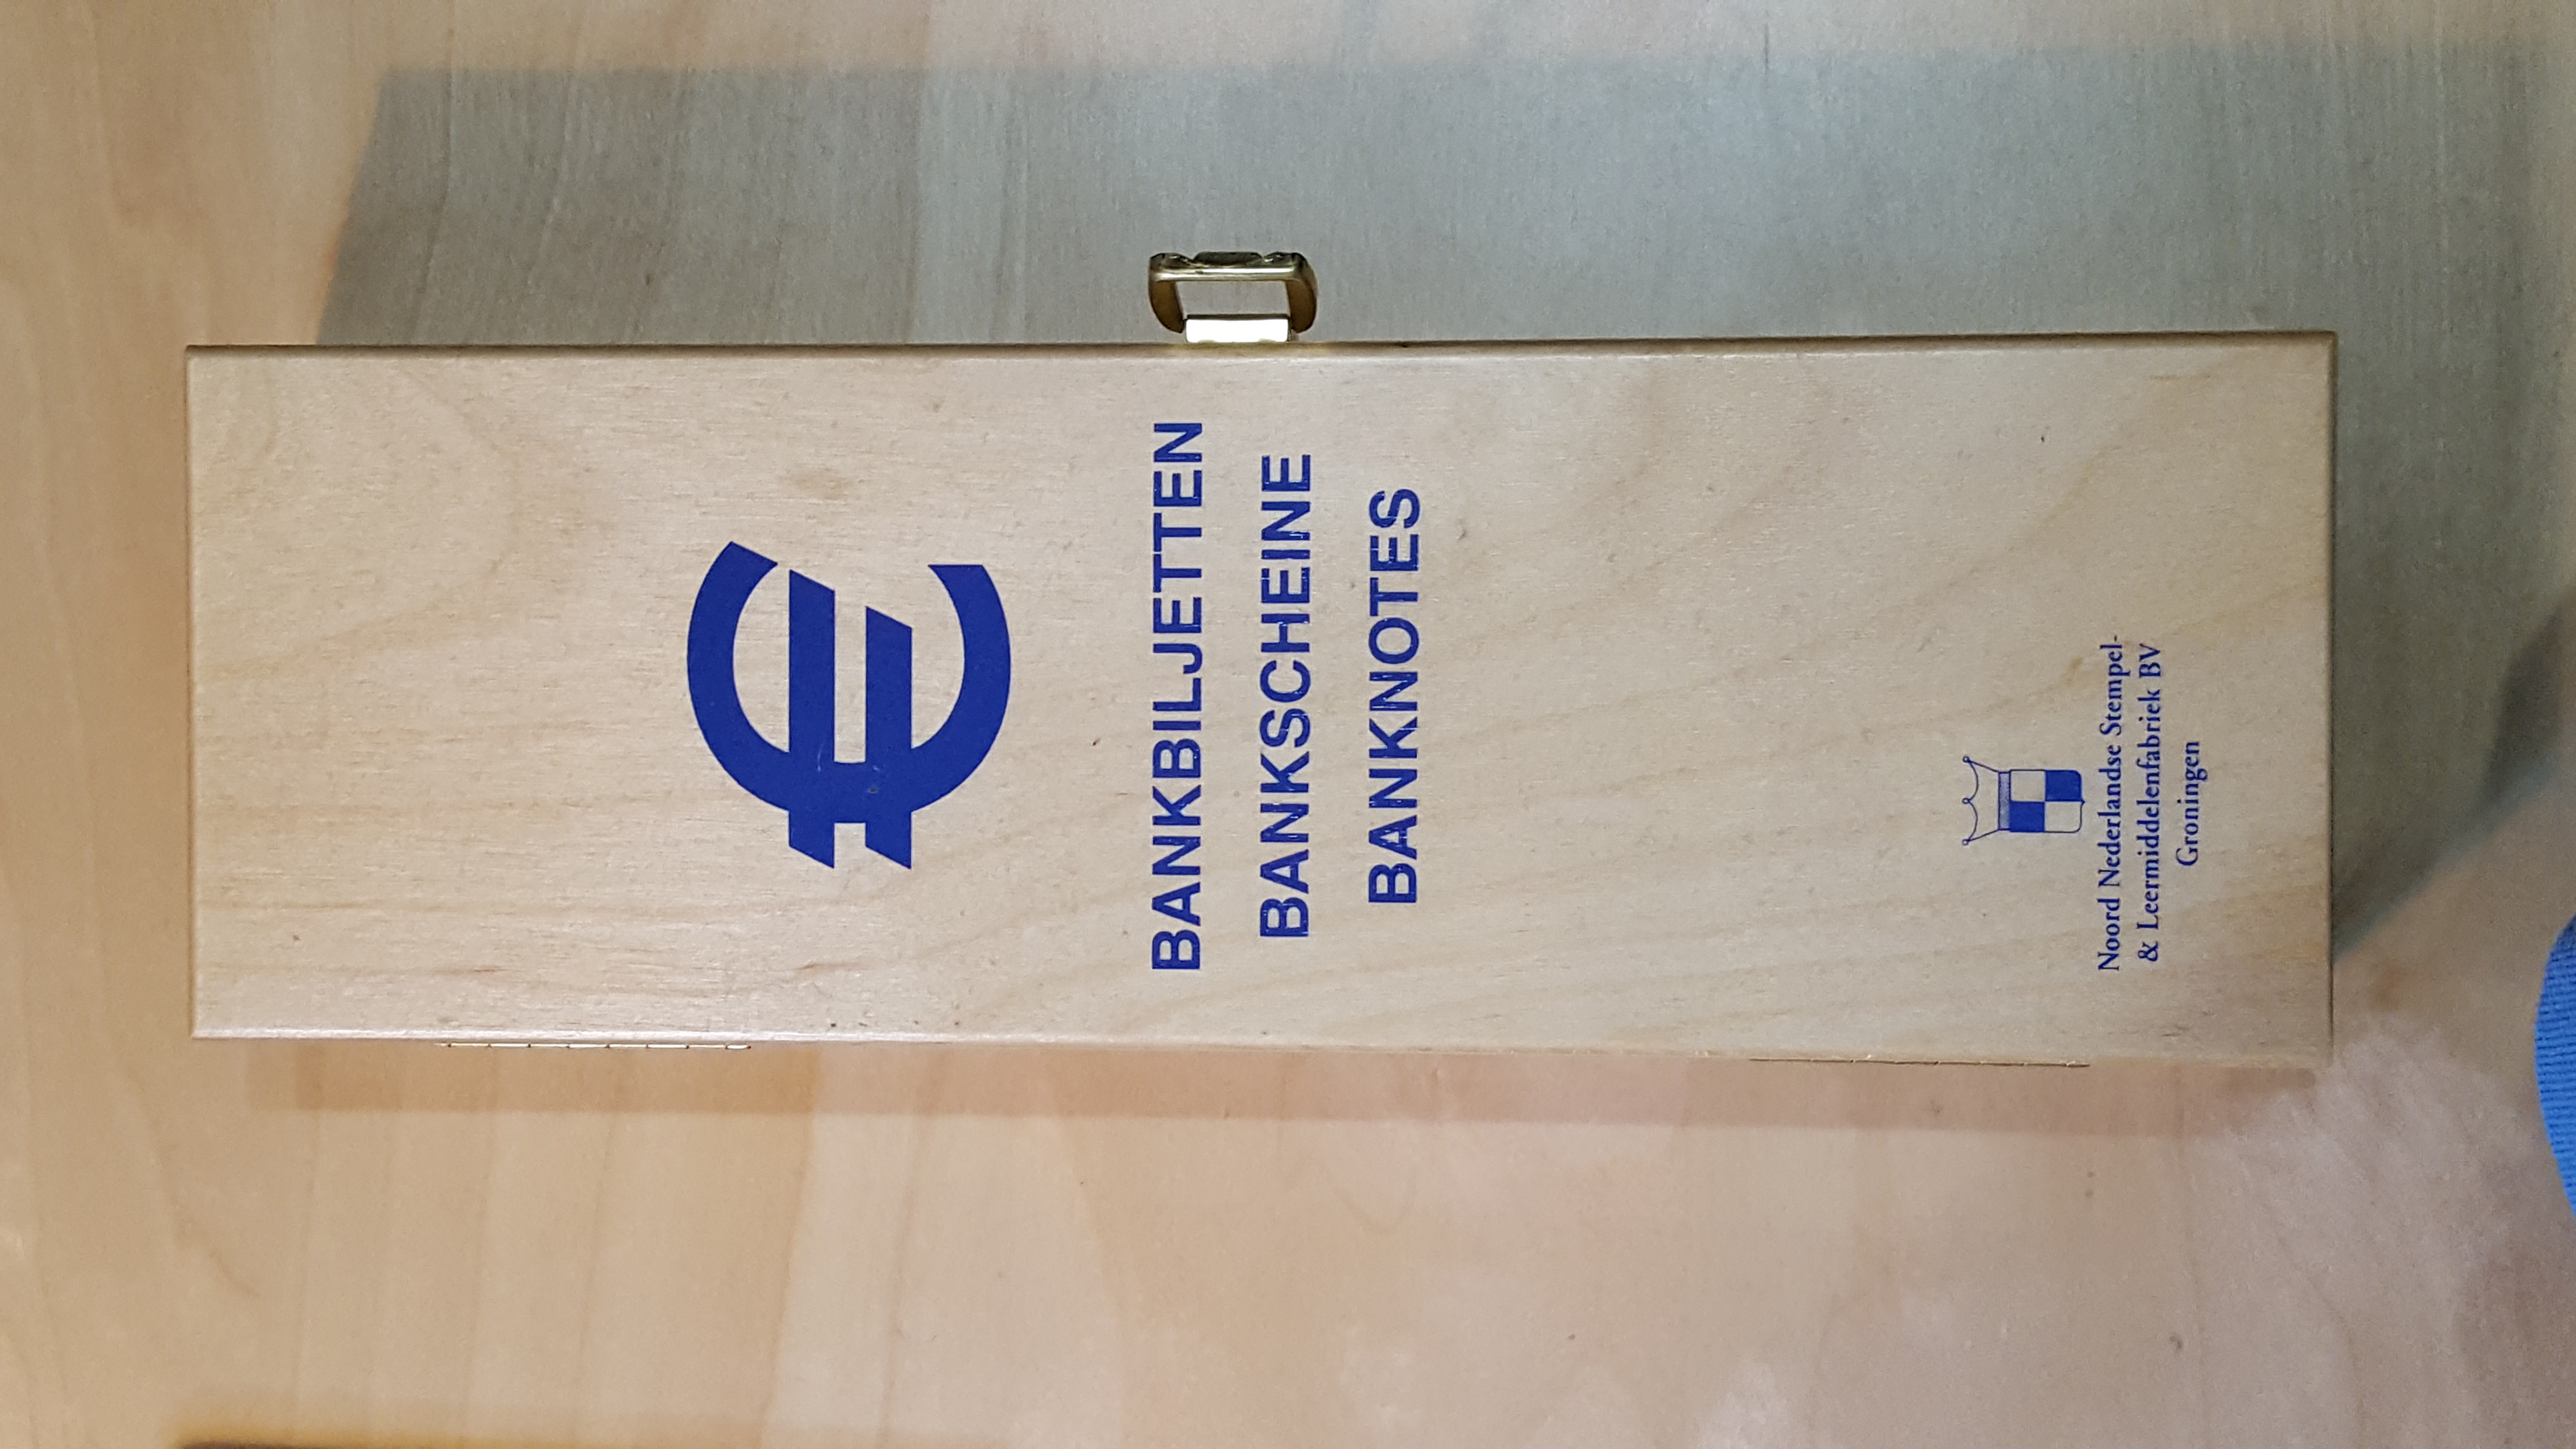 €
BANKBILJETTEN
BANKSCHEINE
BANKNOTES
Noord Nederlandse Stempel-
& Leermiddelenfabriek BV
Groningen